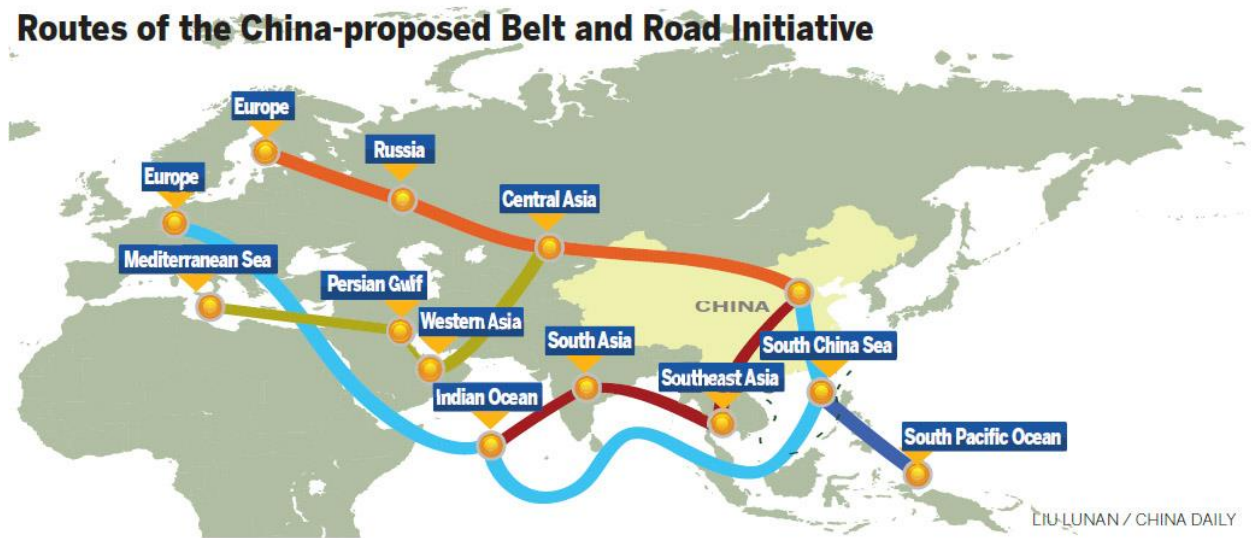 Routes of the China-proposed Belt and Road Initiative
Europe
Russia
Europe
Central Asia
Mediterranean Sea
Persian Gulf
Western Asia
CHINA
South Asia
South China Sea
Southeast Asia
Indian Ocean
South Pacific Ocean
LIU LUNAN / CHINA DAILY